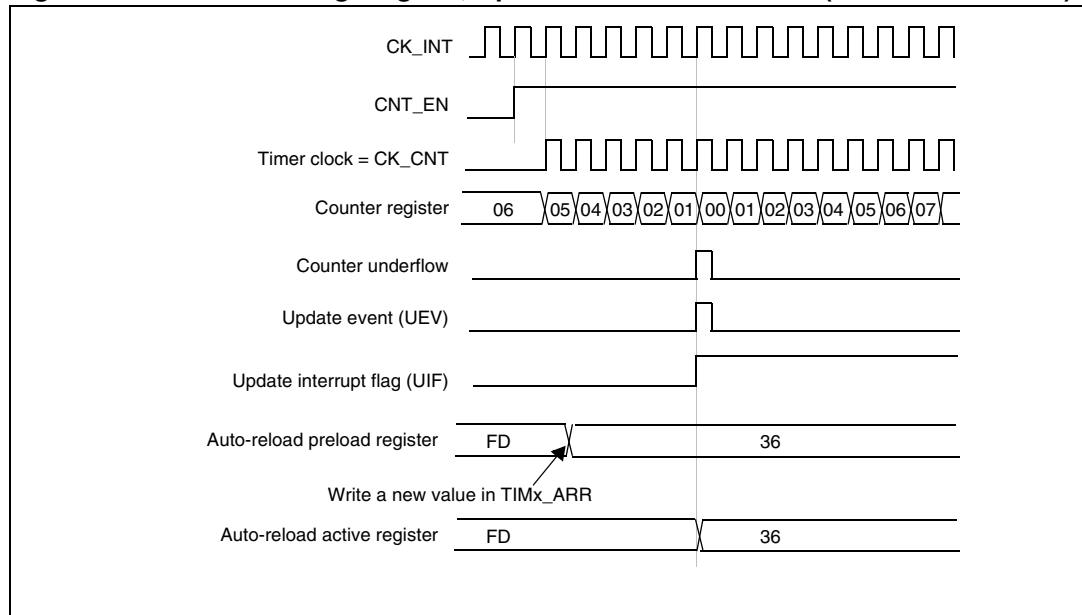 CK_INT
CNT_EN
Timer clock = CK_CNT
Counter register 06 05 04 03 02 01 00 01 02 03 04 05 06 07
Counter underflow
Update event (UEV)
Update interrupt flag (UIF)
Auto-reload preload register FD 36
Write a new value in TIMx_ARR
Auto-reload active register FD 36